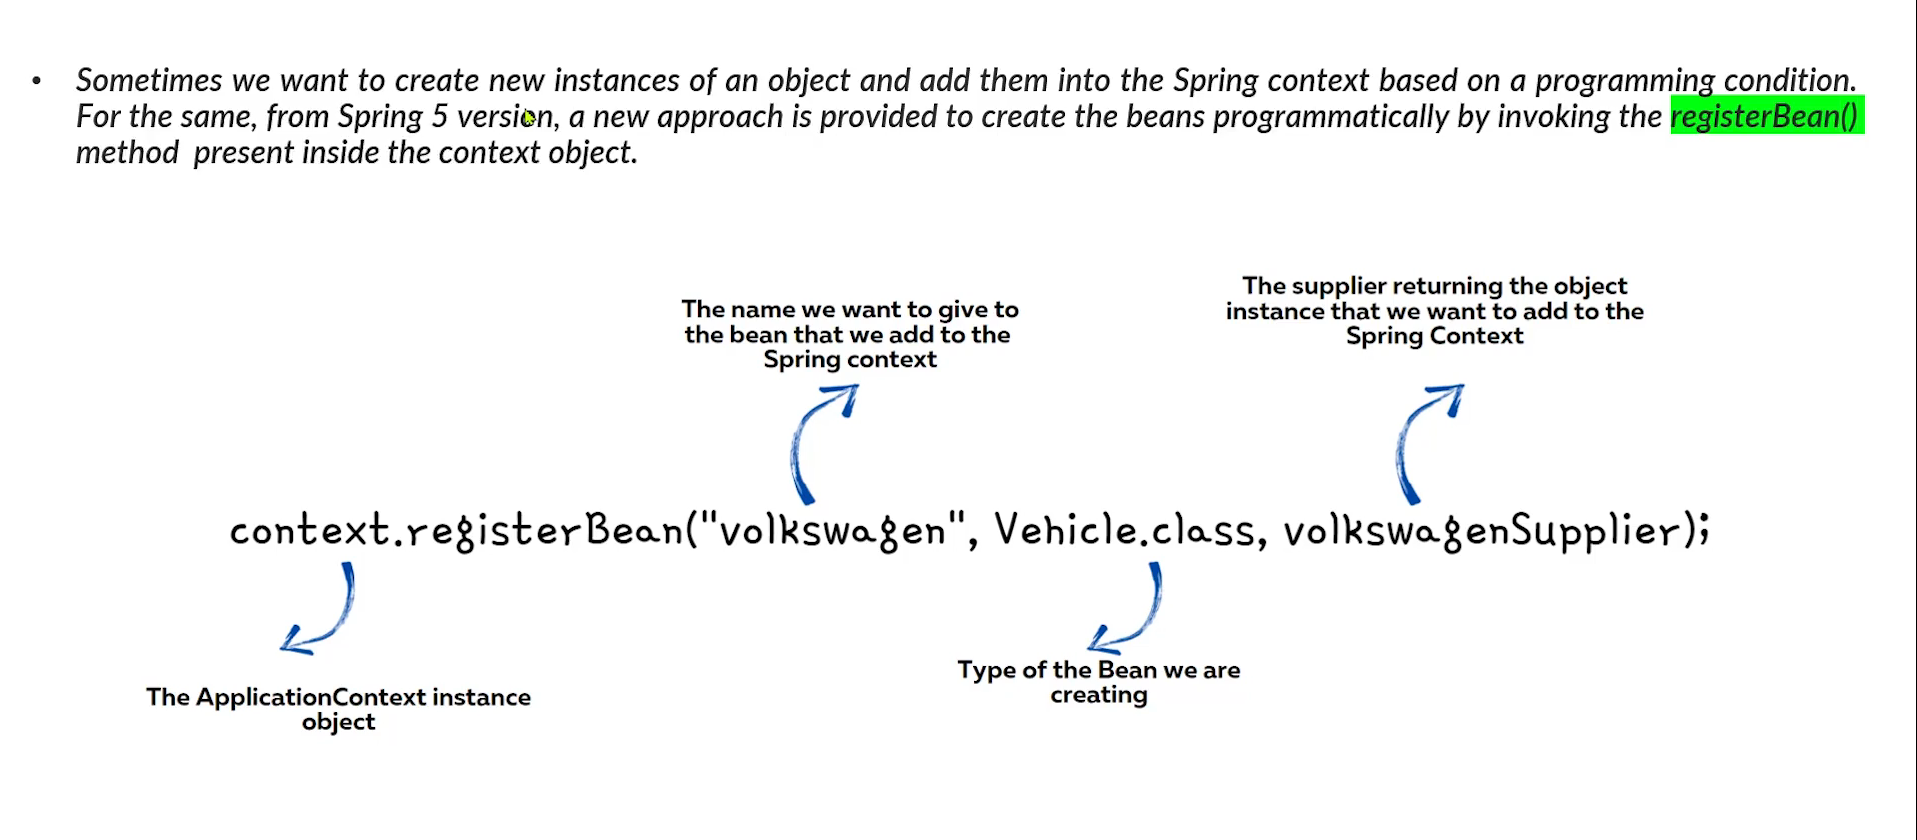 • Sometimes we want to create new instances of an object and add them into the Spring context based on a programming condition.
For the same, from Spring 5 version, a new approach is provided to create the beans programmatically by invoking the registerBean()
method present inside the context object.
The name we want to give to
the bean that we add to the
Spring context
The supplier returning the object
instance that we want to add to the
Spring Context
context.registerBean("volkswagen", Vehicle.class, volkswagenSupplier);
The ApplicationContext instance
object
Type of the Bean we are
creating